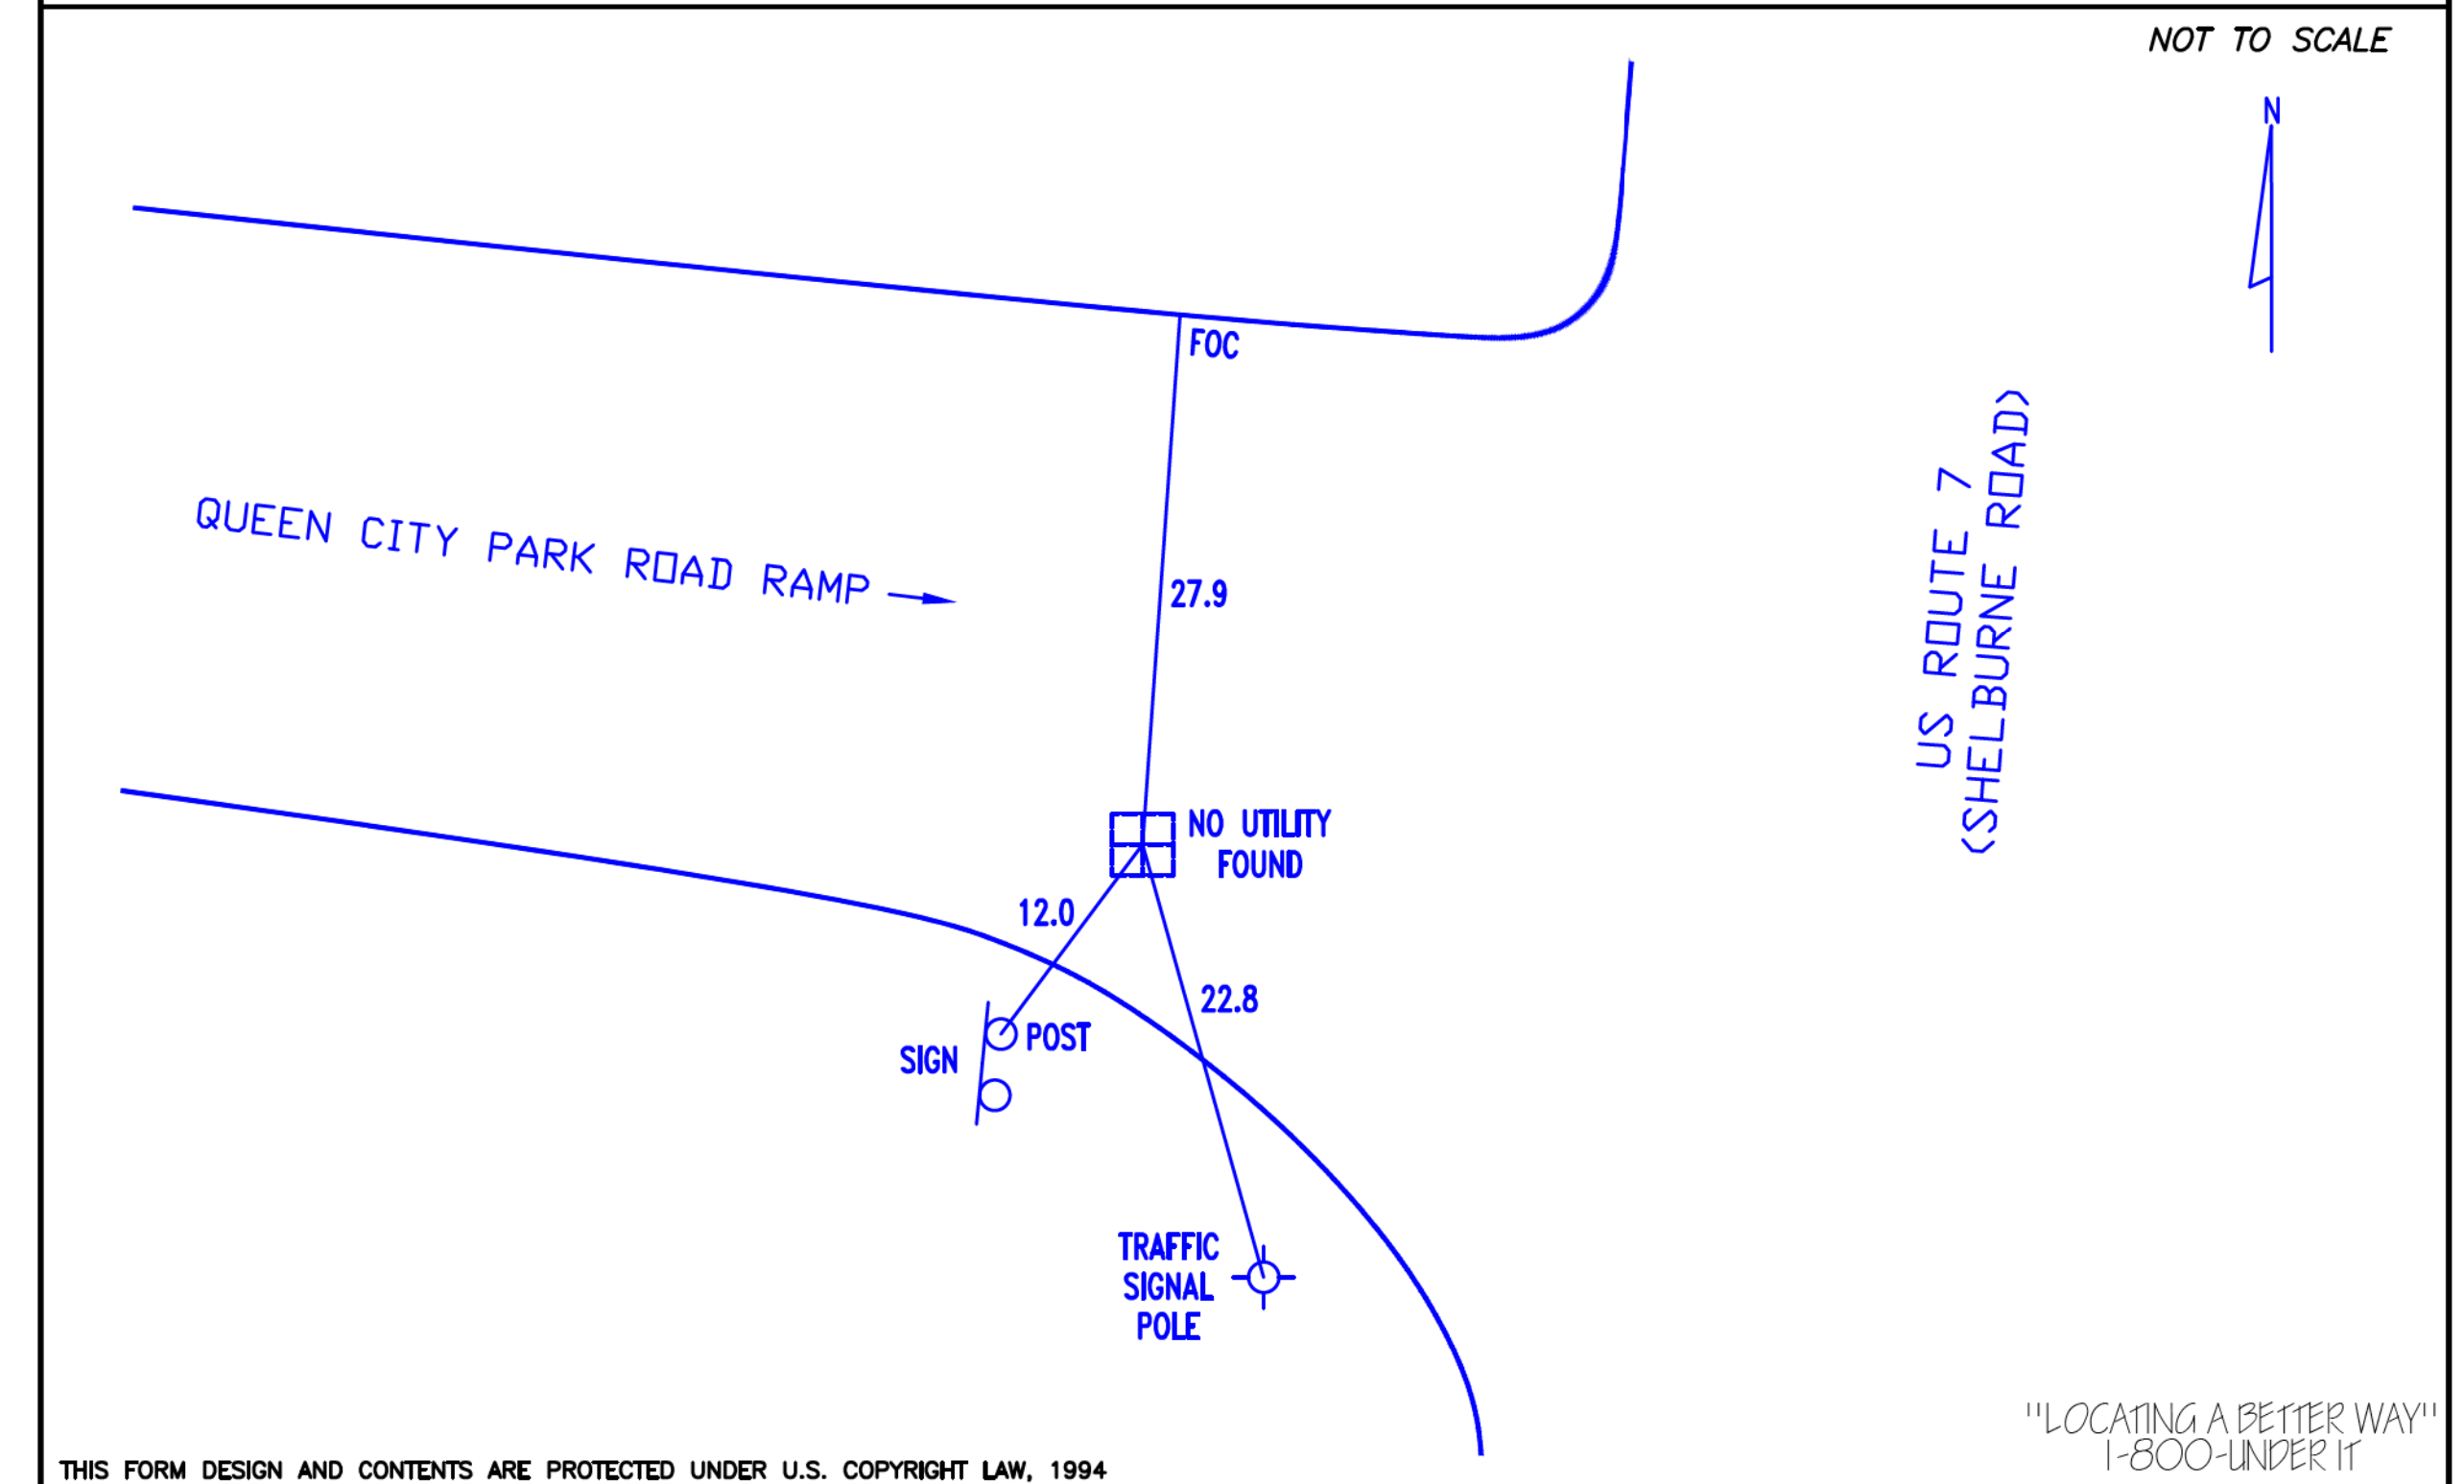 NOT TO SCALE
N
FOC
QUEEN CITY PARK ROAD RAMP
27.9
US ROUTE 7
(SHELBURNE ROAD)
NO UTILITY
FOUND
12.0
22.8
POST
SIGN
TRAFFIC
SIGNAL
POLE
"LOCATING A BETTER WAY"
1-800-UNDER IT
THIS FORM DESIGN AND CONTENTS ARE PROTECTED UNDER U.S. COPYRIGHT LAW, 1994